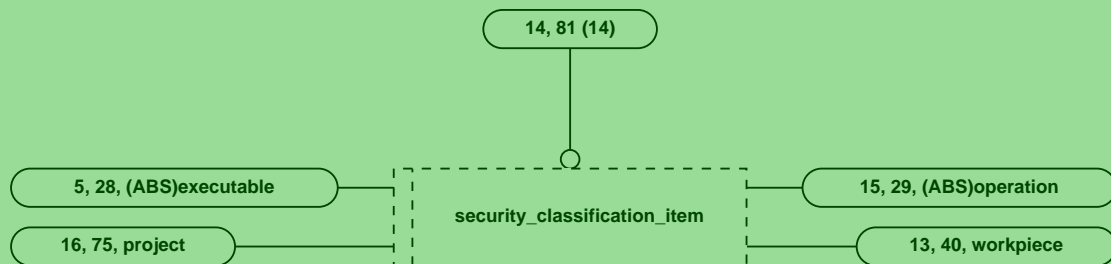 14, 81 (14)
5, 28, (ABS)executable
15, 29, (ABS)operation
security_classification_item
16, 75, project
13, 40, workpiece